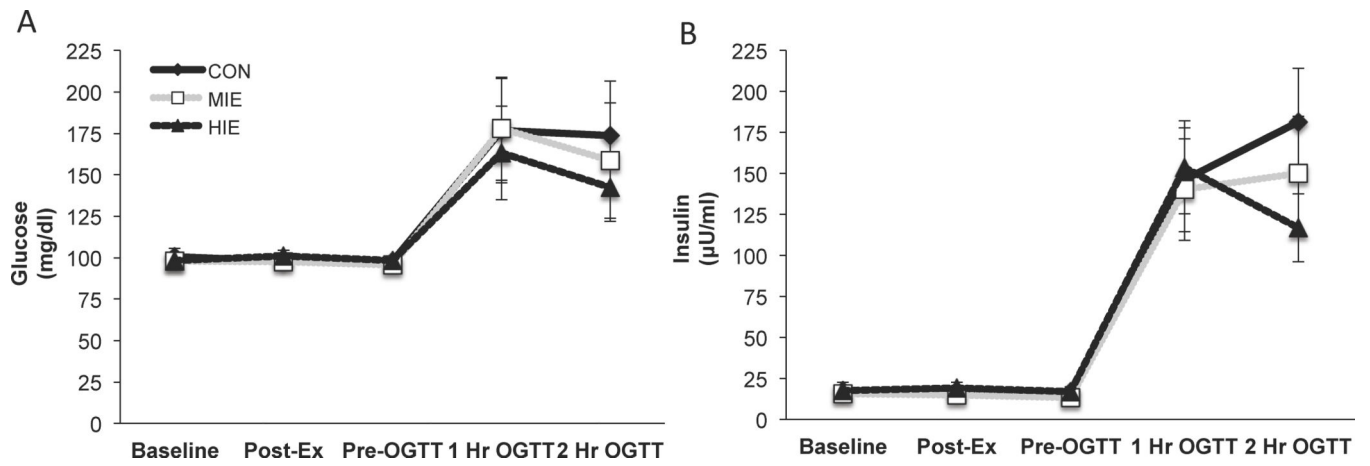 A
225
200
175
150
125
100
75
50
25
0
Glucose
(mg/dl)
CON
MIE
HIE
Baseline Post-Ex Pre-OGTT 1 Hr OGTT 2 Hr OGTT
B
225
200
175
150
125
100
75
50
25
0
Insulin
(µU/ml)
Baseline Post-Ex Pre-OGTT 1 Hr OGTT 2 Hr OGTT